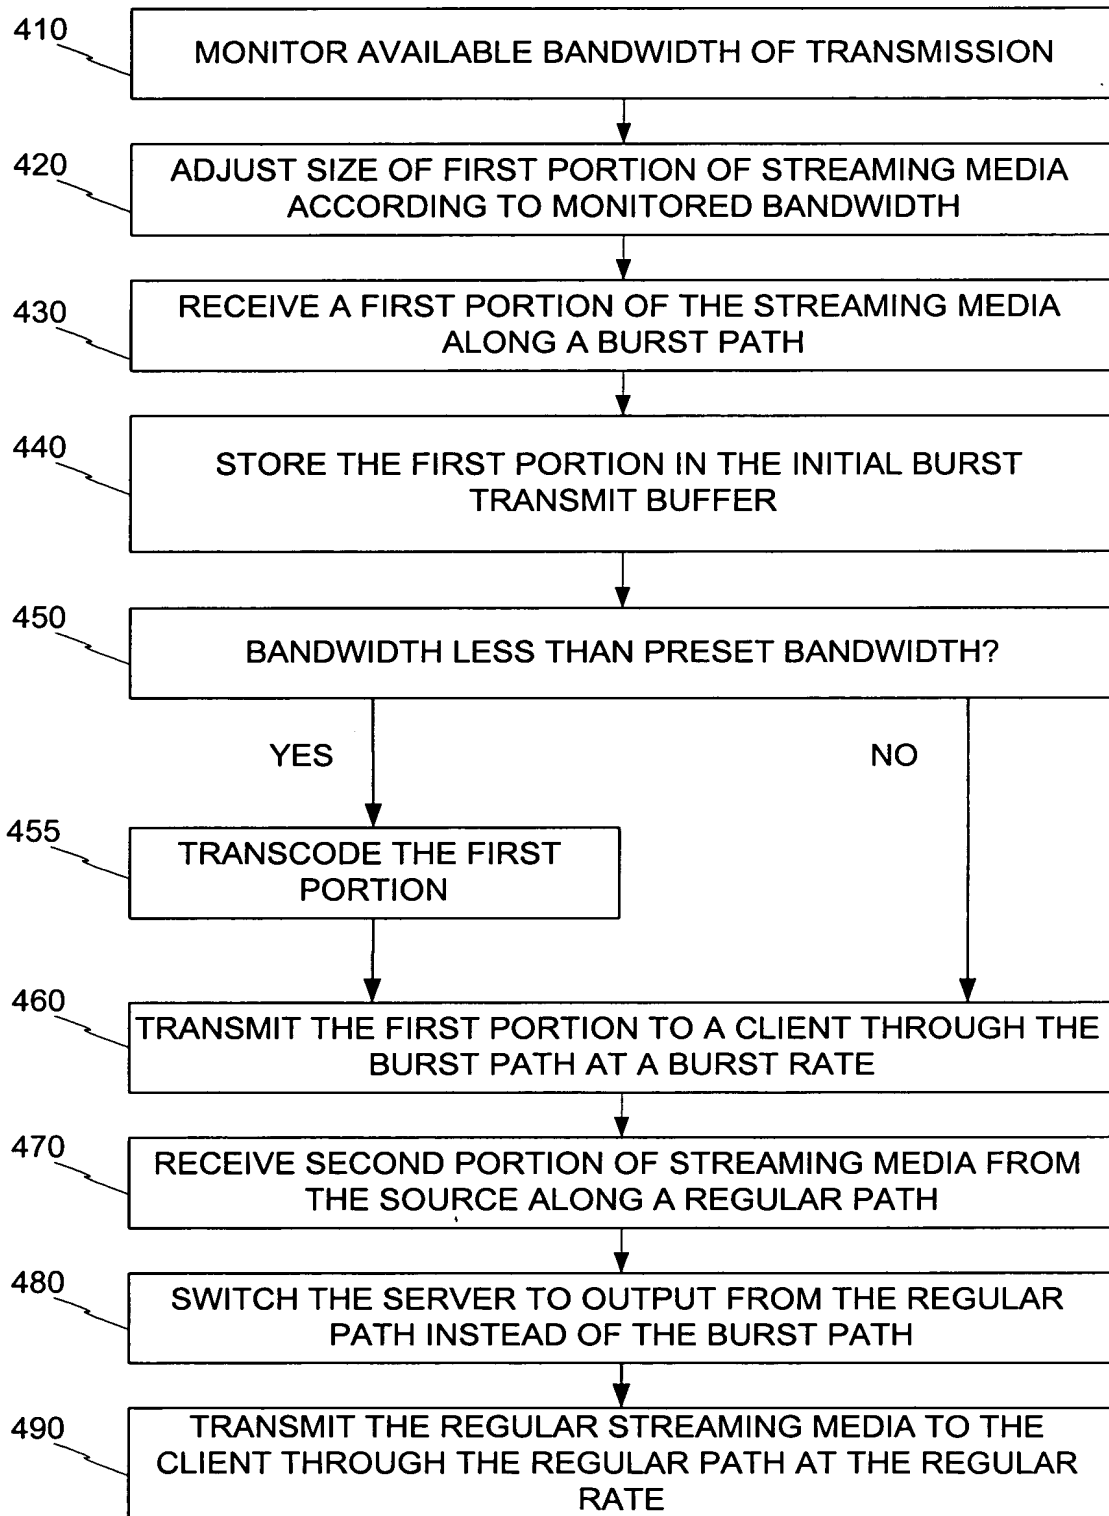 410
MONITOR AVAILABLE BANDWIDTH OF TRANSMISSION
420
ADJUST SIZE OF FIRST PORTION OF STREAMING MEDIA
ACCORDING TO MONITORED BANDWIDTH
430
RECEIVE A FIRST PORTION OF THE STREAMING MEDIA
ALONG A BURST PATH
440
STORE THE FIRST PORTION IN THE INITIAL BURST
TRANSMIT BUFFER
450
BANDWIDTH LESS THAN PRESET BANDWIDTH?
YES
NO
455
TRANSCODE THE FIRST
PORTION
460
TRANSMIT THE FIRST PORTION TO A CLIENT THROUGH THE
BURST PATH AT A BURST RATE
470
RECEIVE SECOND PORTION OF STREAMING MEDIA FROM
THE SOURCE ALONG A REGULAR PATH
480
SWITCH THE SERVER TO OUTPUT FROM THE REGULAR
PATH INSTEAD OF THE BURST PATH
490
TRANSMIT THE REGULAR STREAMING MEDIA TO THE
CLIENT THROUGH THE REGULAR PATH AT THE REGULAR
RATE